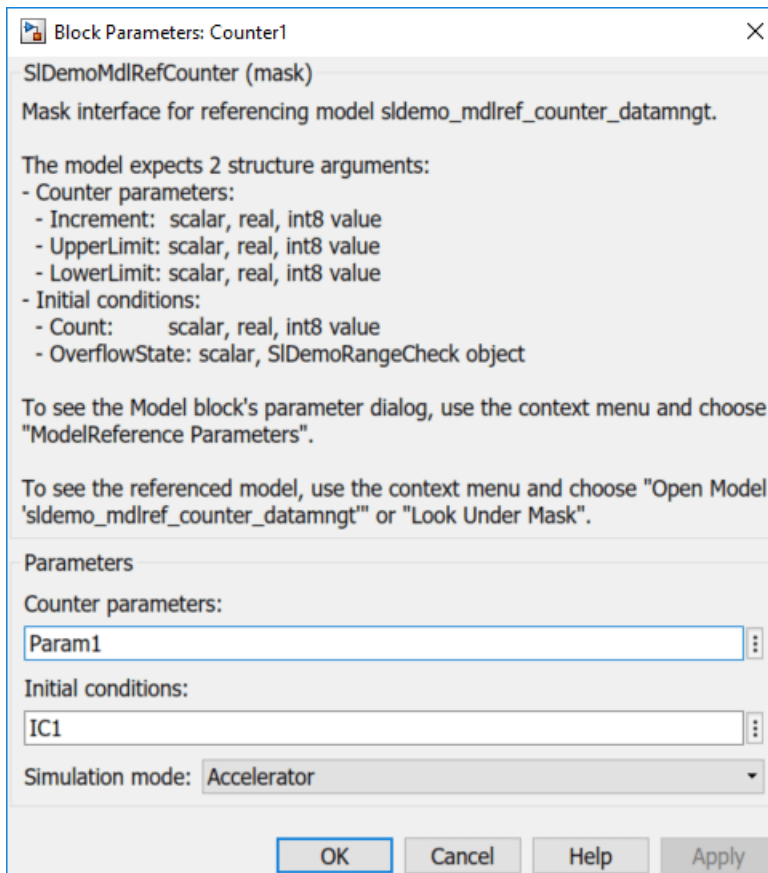 Block Parameters: Counter1
SlDemoMdlRefCounter (mask)
Mask interface for referencing model sldemo_mdlref_counter_datamngt.
The model expects 2 structure arguments:
- Counter parameters:
- Increment: scalar, real, int8 value
- UpperLimit: scalar, real, int8 value
- LowerLimit: scalar, real, int8 value
- Initial conditions:
- Count: scalar, real, int8 value
- OverflowState: scalar, SlDemoRangeCheck object
To see the Model block's parameter dialog, use the context menu and choose
"ModelReference Parameters".
To see the referenced model, use the context menu and choose "Open Model
'sldemo_mdlref_counter_datamngt'" or "Look Under Mask".
Parameters
Counter parameters:
Param1
Initial conditions:
IC1
Simulation mode: Accelerator
OK Cancel Help Apply